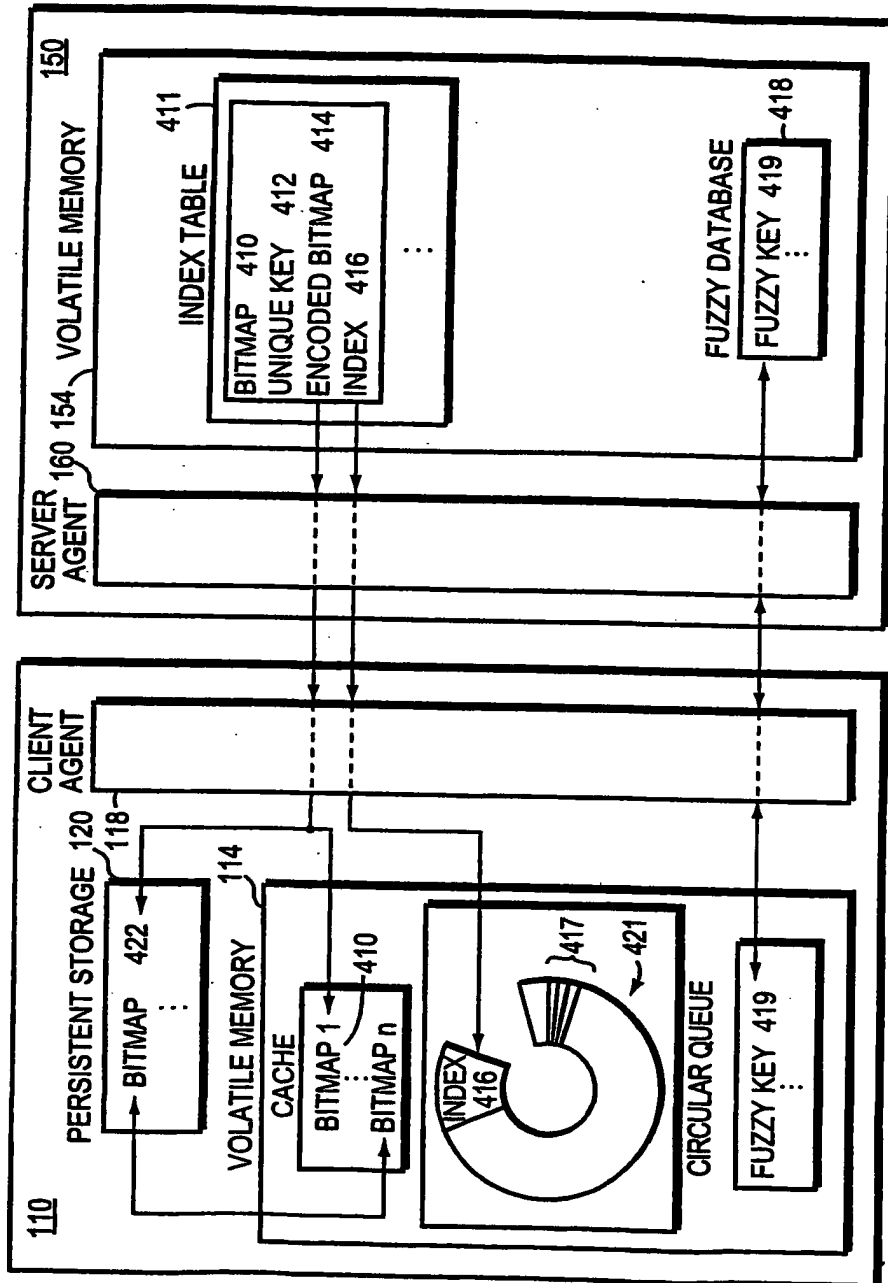 110
PERSISTENT STORAGE 120
BITMAP 422
⋮
VOLATILE MEMORY
114
CACHE
BITMAP 1
⋮
410
BITMAP n
INDEX
416
417
421
CIRCULAR QUEUE
FUZZY KEY 419
⋮
CLIENT
AGENT
118
SERVER
AGENT
160
154
VOLATILE MEMORY
150
INDEX TABLE
411
BITMAP 410
UNIQUE KEY 412
ENCODED BITMAP 414
INDEX 416
⋮
FUZZY DATABASE
FUZZY KEY 419
⋮
418